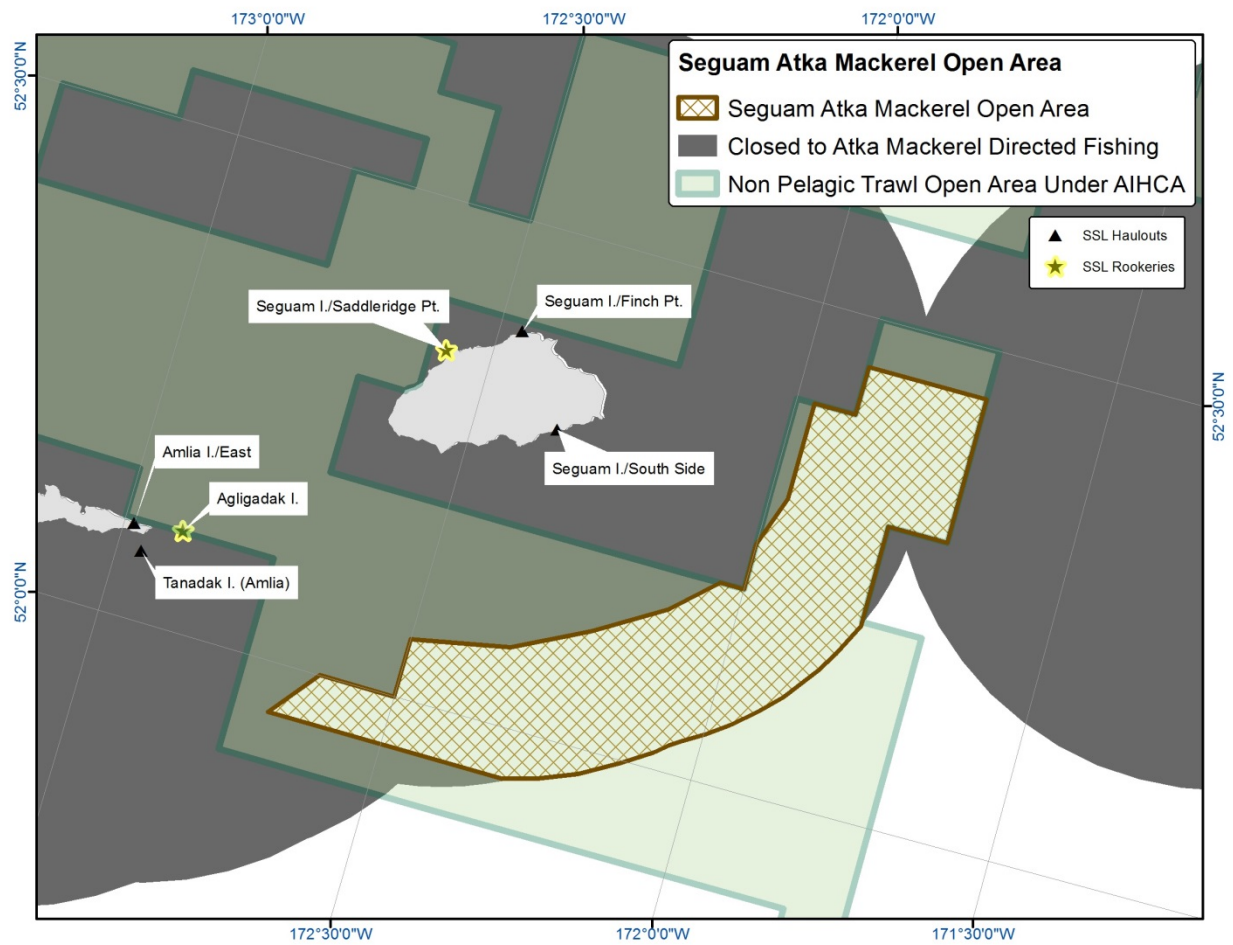 173°0'0"W
172°30'0"W
172°0'0"W
52°30'0"N
Seguam Atka Mackerel Open Area
Seguam Atka Mackerel Open Area
Closed to Atka Mackerel Directed Fishing
Non Pelagic Trawl Open Area Under AIHCA
SSL Haulouts
SSL Rookeries
Seguam I./Saddleridge Pt.
Seguam I./Finch Pt.
52°30'0"N
Amlia I./East
Seguam I./South Side
Agligadak I.
Tanadak I. (Amlia)
52°0'0"N
172°30'0"W
172°0'0"W
171°30'0"W